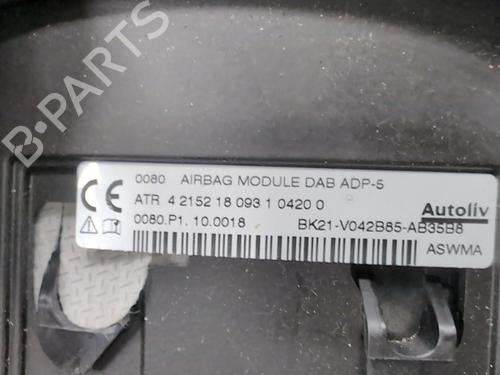 B-PARTS
0080 AIRBAG MODULE DAB ADP-5
ATR 4 2152 18 093 1 0420 0
Autoliv
0080.P1. 10.0018 BK21-V042B85-AB35B8
ASWMA